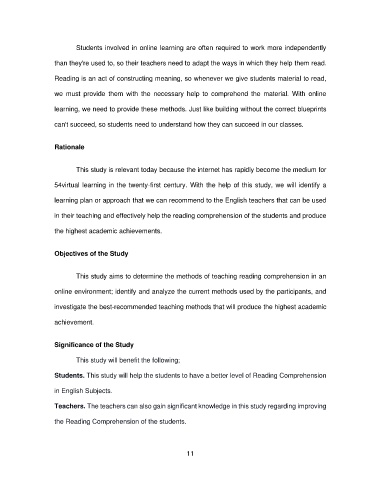 Students involved in online learning are often required to work more independently
than they're used to, so their teachers need to adapt the ways in which they help them read.
Reading is an act of constructing meaning, so whenever we give students material to read,
we must provide them with the necessary help to comprehend the material. With online
learning, we need to provide these methods. Just like building without the correct blueprints
can't succeed, so students need to understand how they can succeed in our classes.
Rationale
This study is relevant today because the internet has rapidly become the medium for
54virtual learning in the twenty-first century. With the help of this study, we will identify a
learning plan or approach that we can recommend to the English teachers that can be used
in their teaching and effectively help the reading comprehension of the students and produce
the highest academic achievements.
Objectives of the Study
This study aims to determine the methods of teaching reading comprehension in an
online environment; identify and analyze the current methods used by the participants, and
investigate the best-recommended teaching methods that will produce the highest academic
achievement.
Significance of the Study
This study will benefit the following;
Students. This study will help the students to have a better level of Reading Comprehension
in English Subjects.
Teachers. The teachers can also gain significant knowledge in this study regarding improving
the Reading Comprehension of the students.
11